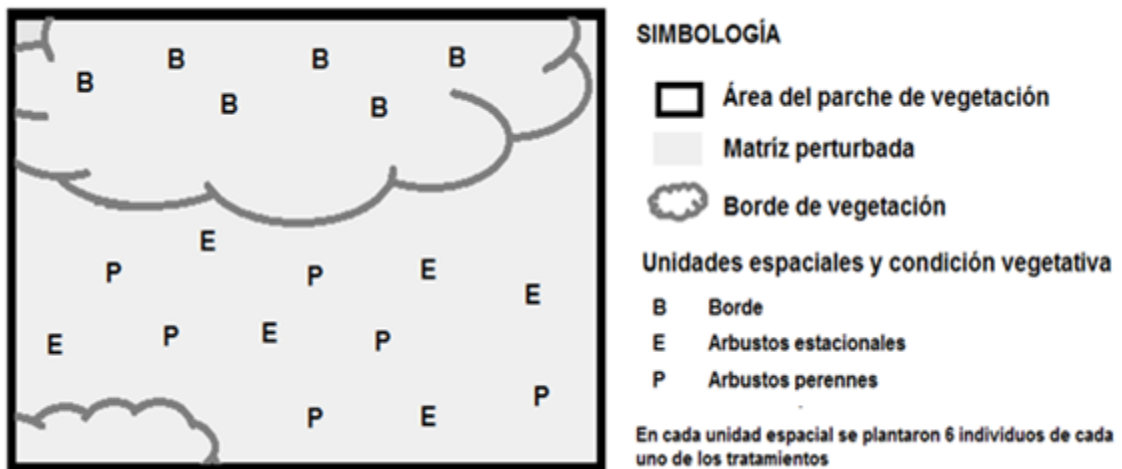 B B B B
B B
E
P P E
E
E P E P
P
P E
SIMBOLOGÍA
Área del parche de vegetación
Matríz perturbada
Borde de vegetación
Unidades espaciales y condición vegetativa
B Borde
E Arbustos estacionales
P Arbustos perennes
En cada unidad espacial se plantaron 6 individuos de cada
uno de los tratamientos